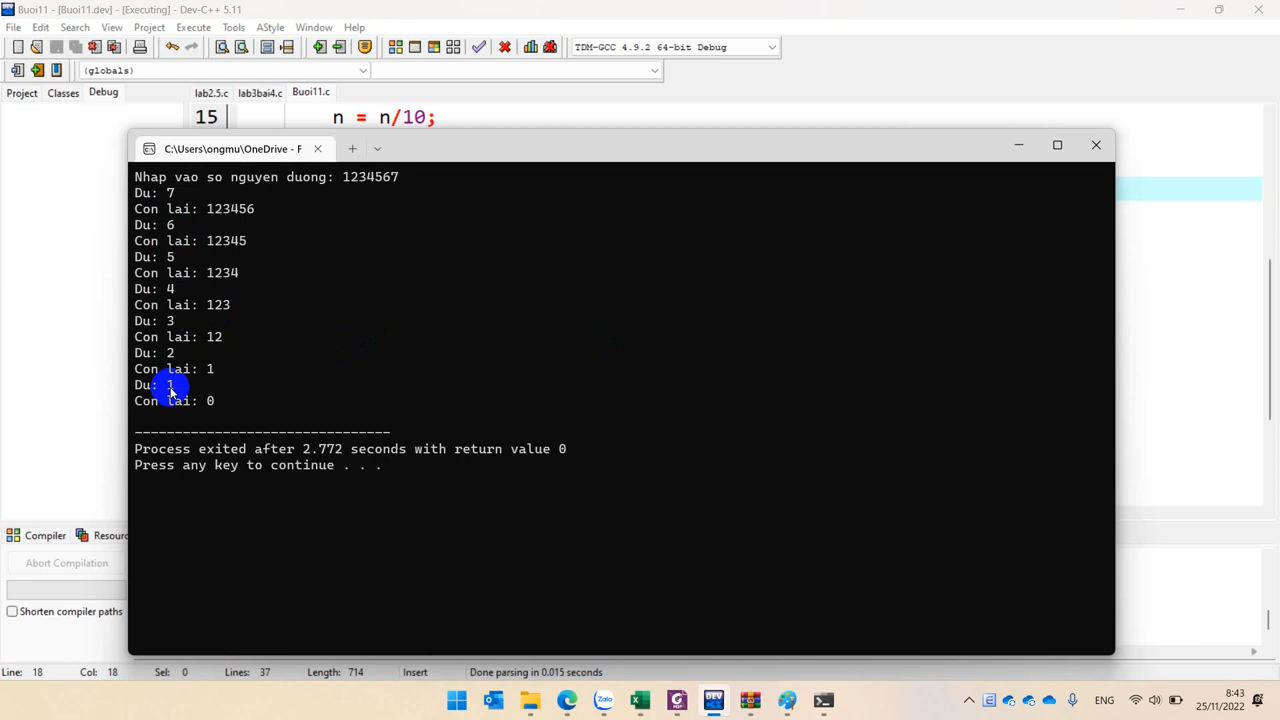 Buoi11 - [Buoi11.dev] - [Executing] - Dev-C++ 5.11
File Edit Search View Project Execute Tools AStyle Window Help
TDM-GCC 4.9.2 64-bit Debug
(globals)
Project Classes Debug lab2.5.c lab3bai4.c Buoi11.c
15 n = n/10;
C:\Users\ongmu\OneDrive - F
Nhap vao so nguyen duong: 1234567
Du: 7
Con lai: 123456
Du: 6
Con lai: 12345
Du: 5
Con lai: 1234
Du: 4
Con lai: 123
Du: 3
Con lai: 12
Du: 2
Con lai: 1
Du: 1
Con lai: 0
--------------------------------
Process exited after 2.772 seconds with return value 0
Press any key to continue . . .
Compiler Resourc
Abort Compilation
Shorten compiler paths
Line: 18 Col: 18 Sel: 0 Lines: 37 Length: 714 Insert Done parsing in 0.015 seconds
Zalo DEV PDF ENG 8:43
25/11/2022